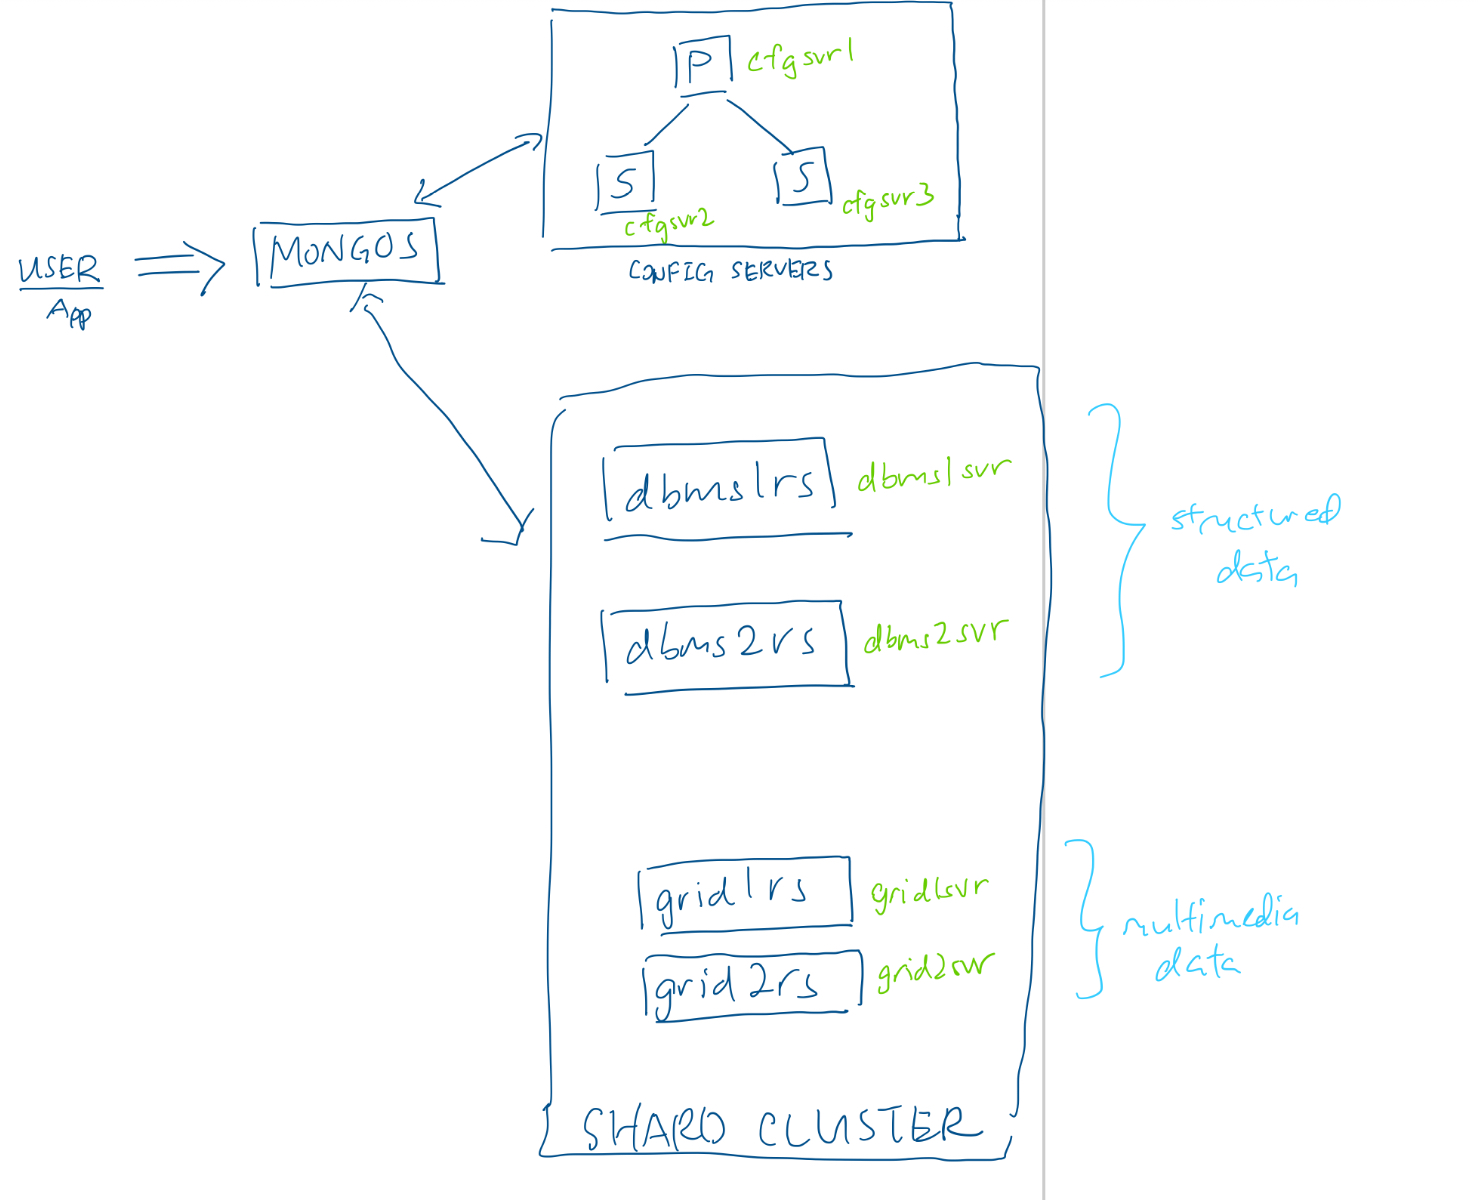 P cfgsvr1
S S
cfgsvr2 cfgsvr3
CONFIG SERVERS
MONGOS
USER
App
dbms1rs dbms1svr
structured
data
dbms2rs dbms2svr
grid1rs grid1svr
multimedia
data
grid2rs grid2svr
SHARD CLUSTER